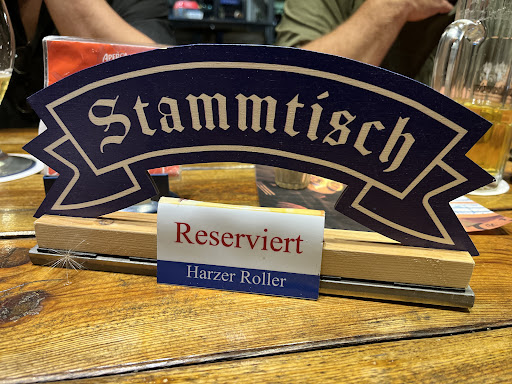 Stammtisch
Reserviert
Harzer Roller